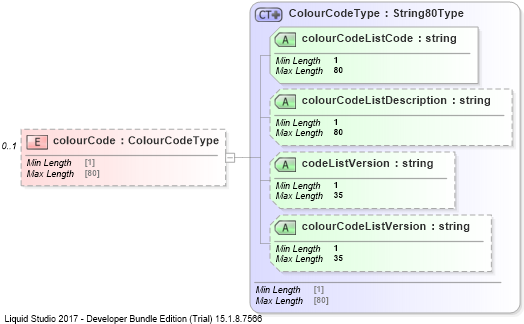 CT ColourCodeType : String80Type
A colourCodeListCode : string
Min Length 1
Max Length 80
A colourCodeListDescription : string
Min Length 1
Max Length 80
0..1
E colourCode : ColourCodeType
Min Length [1]
Max Length [80]
A codeListVersion : string
Min Length 1
Max Length 35
A colourCodeListVersion : string
Min Length 1
Max Length 35
Min Length [1]
Max Length [80]
Liquid Studio 2017 - Developer Bundle Edition (Trial) 15.1.8.7566